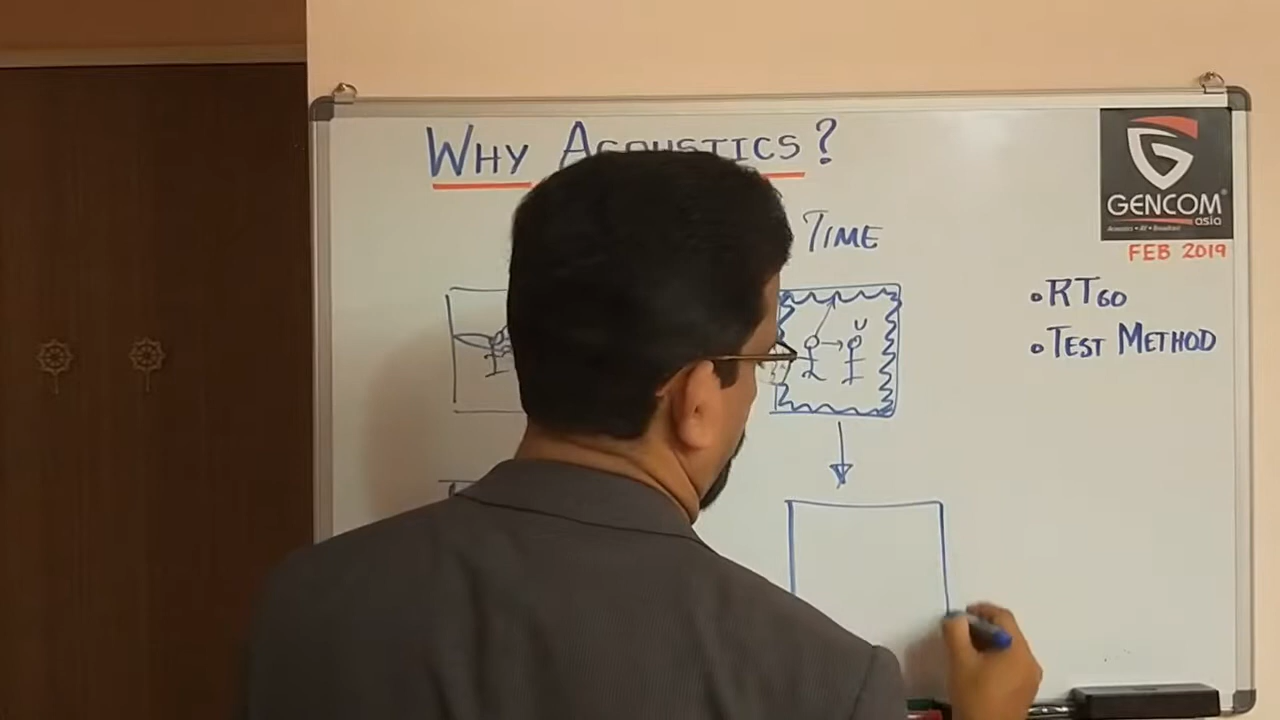 WHY ACOUSTICS?
TIME
U
GENCOM®
asia
FEB 2019
• RT60
• TEST METHOD